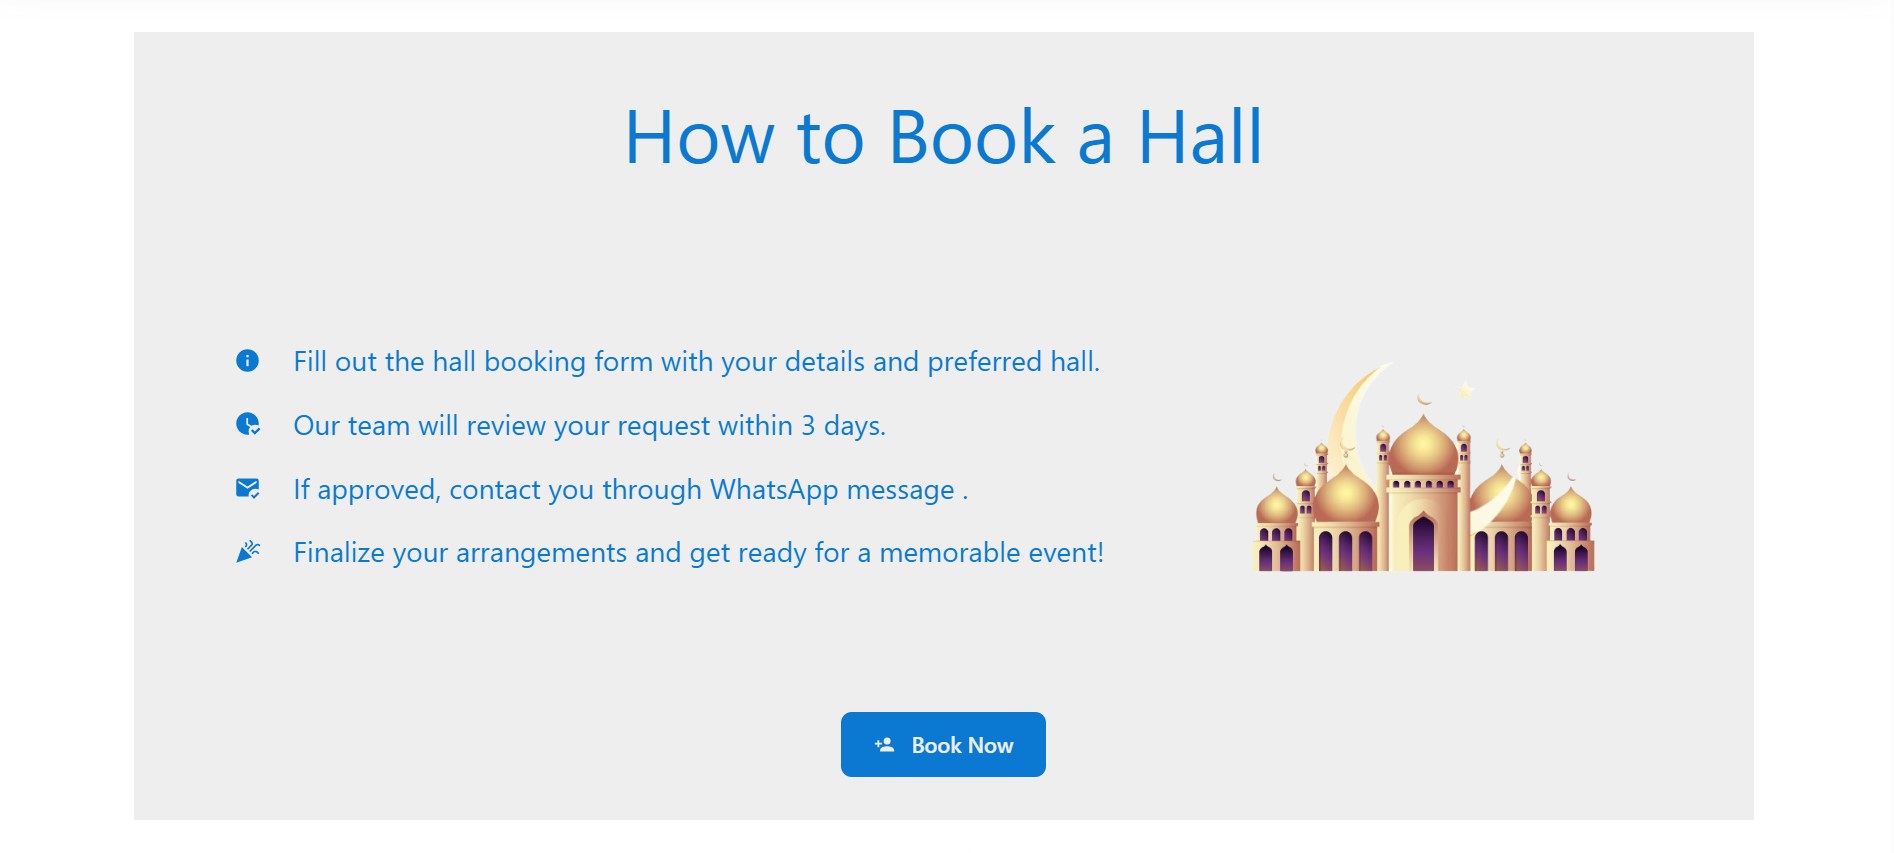 How to Book a Hall
Fill out the hall booking form with your details and preferred hall.
Our team will review your request within 3 days.
If approved, contact you through WhatsApp message .
Finalize your arrangements and get ready for a memorable event!
Book Now